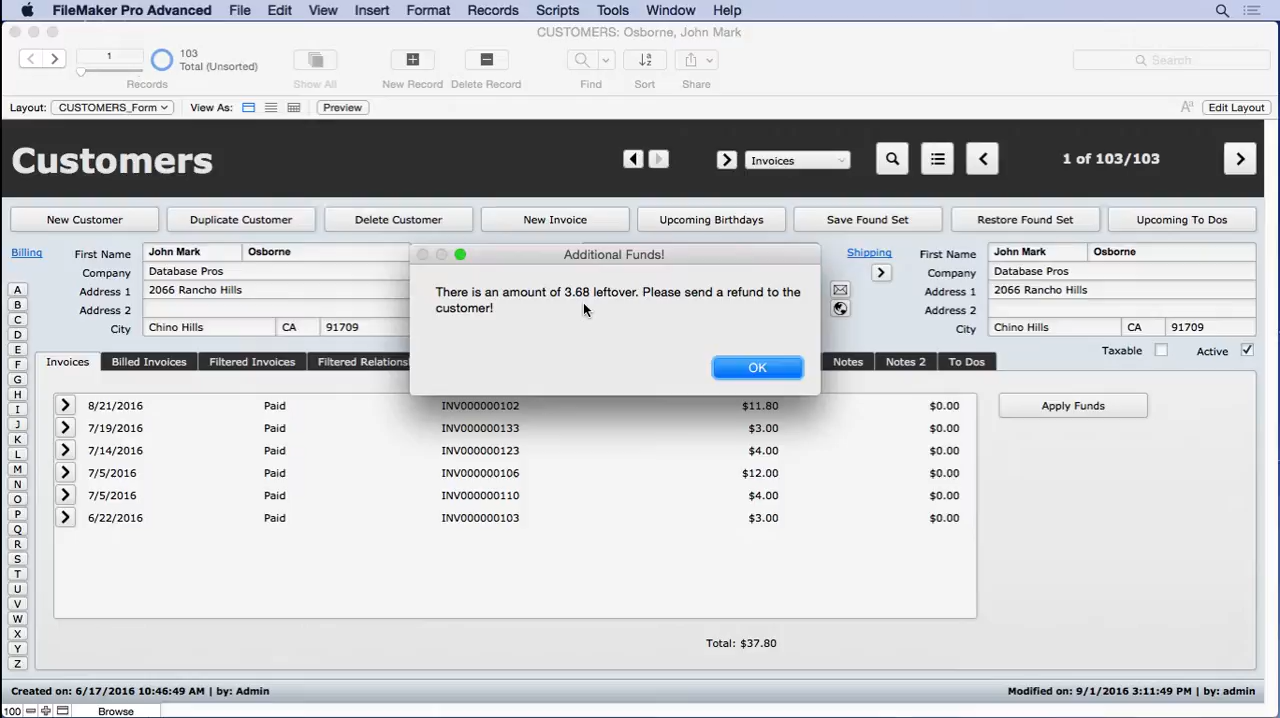 FileMaker Pro Advanced File Edit View Insert Format Records Scripts Tools Window Help
CUSTOMERS: Osborne, John Mark
1 103 Total (Unsorted)
Records Show All New Record Delete Record Find Sort Share Search
Layout: CUSTOMERS_Form View As: Preview Aa Edit Layout
Customers Invoices 1 of 103/103
New Customer Duplicate Customer Delete Customer New Invoice Upcoming Birthdays Save Found Set Restore Found Set Upcoming To Dos
Billing First Name John Mark Osborne
Company Database Pros
Address 1 2066 Rancho Hills
Address 2
City Chino Hills 91709
Additional Funds!
There is an amount of 3.68 leftover. Please send a refund to the
customer!
OK
Shipping First Name John Mark Osborne
Company Database Pros
Address 1 2066 Rancho Hills
Address 2
City Chino Hills CA 91709
Taxable Active
A
B
C
D
E
F
G
H
I
J
K
L
M
N
O
P
Q
R
S
T
U
V
W
X
Y
Z
Invoices Billed Invoices Filtered Invoices Filtered Relations Notes Notes 2 To Dos
8/21/2016 Paid INV000000102 $11.80 $0.00
7/19/2016 Paid INV000000133 $3.00 $0.00
7/14/2016 Paid INV000000123 $4.00 $0.00
7/5/2016 Paid INV000000106 $12.00 $0.00
7/5/2016 Paid INV000000110 $4.00 $0.00
6/22/2016 Paid INV000000103 $3.00 $0.00
Apply Funds
Total: $37.80
Created on: 6/17/2016 10:46:49 AM | by: Admin Modified on: 9/1/2016 3:11:49 PM | by: admin
100 Browse